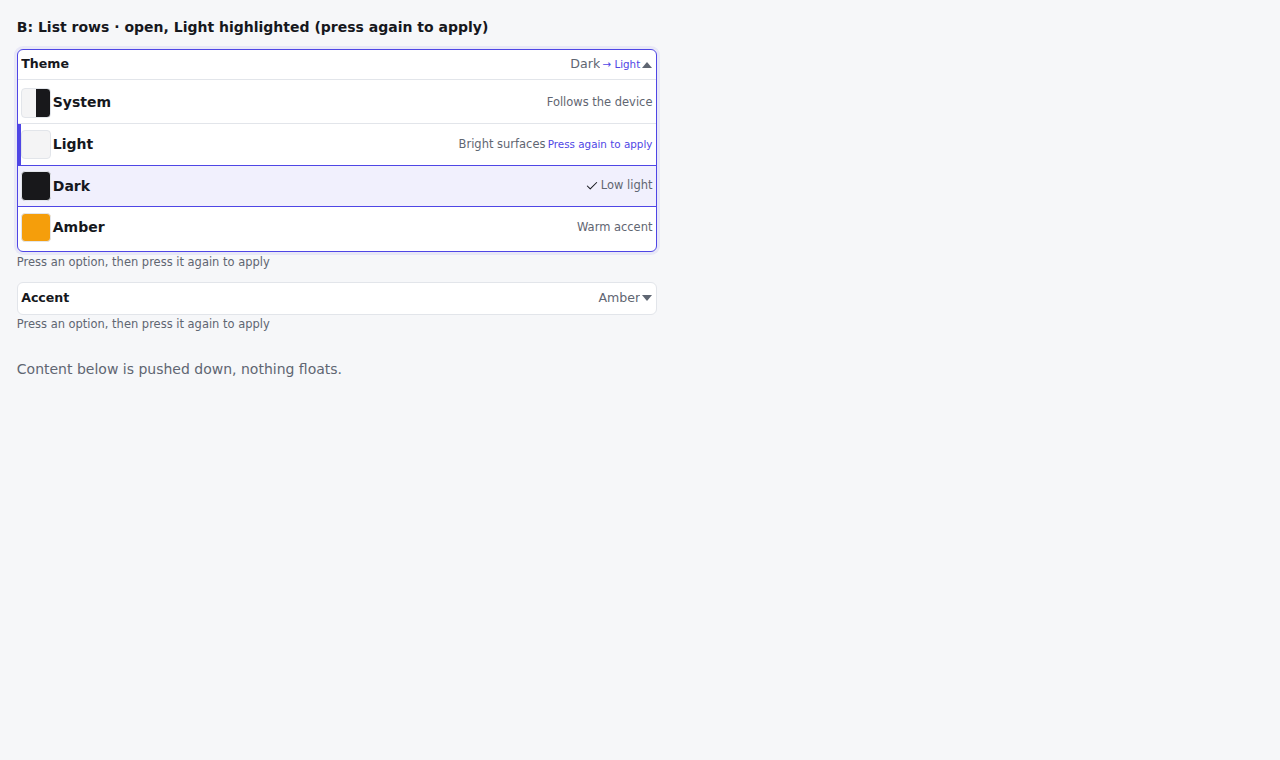 B: List rows · open, Light highlighted (press again to apply)
Theme Dark → Light
System Follows the device
Light Bright surfaces Press again to apply
Dark ✓ Low light
Amber Warm accent
Press an option, then press it again to apply
Accent Amber
Press an option, then press it again to apply
Content below is pushed down, nothing floats.